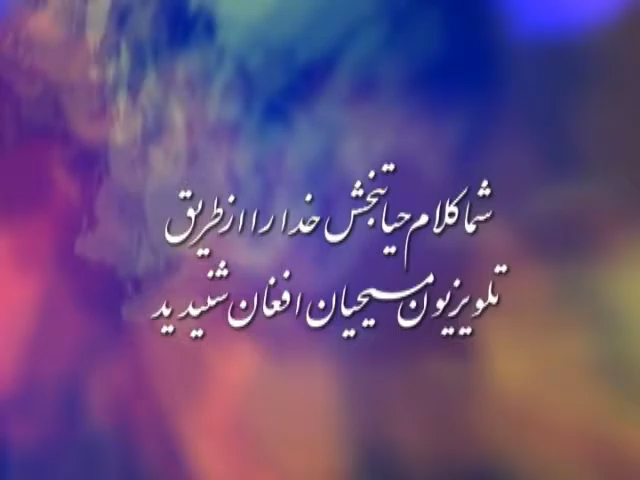 شما کلام حیاتبخش خدا را از طریق
تلویزیون مسیحیان افغان شنیدید